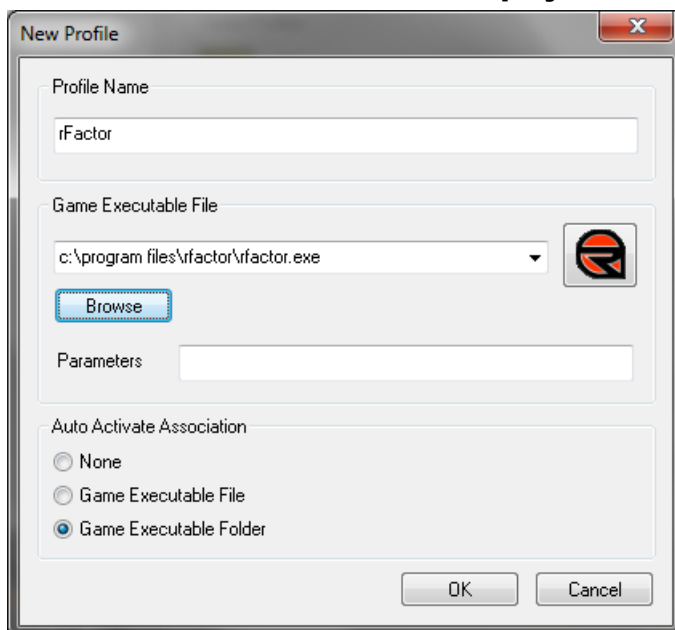 New Profile
Profile Name
rFactor
Game Executable File
c:\program files\rfactor\rfactor.exe
Browse
Parameters
Auto Activate Association
None
Game Executable File
Game Executable Folder
OK Cancel